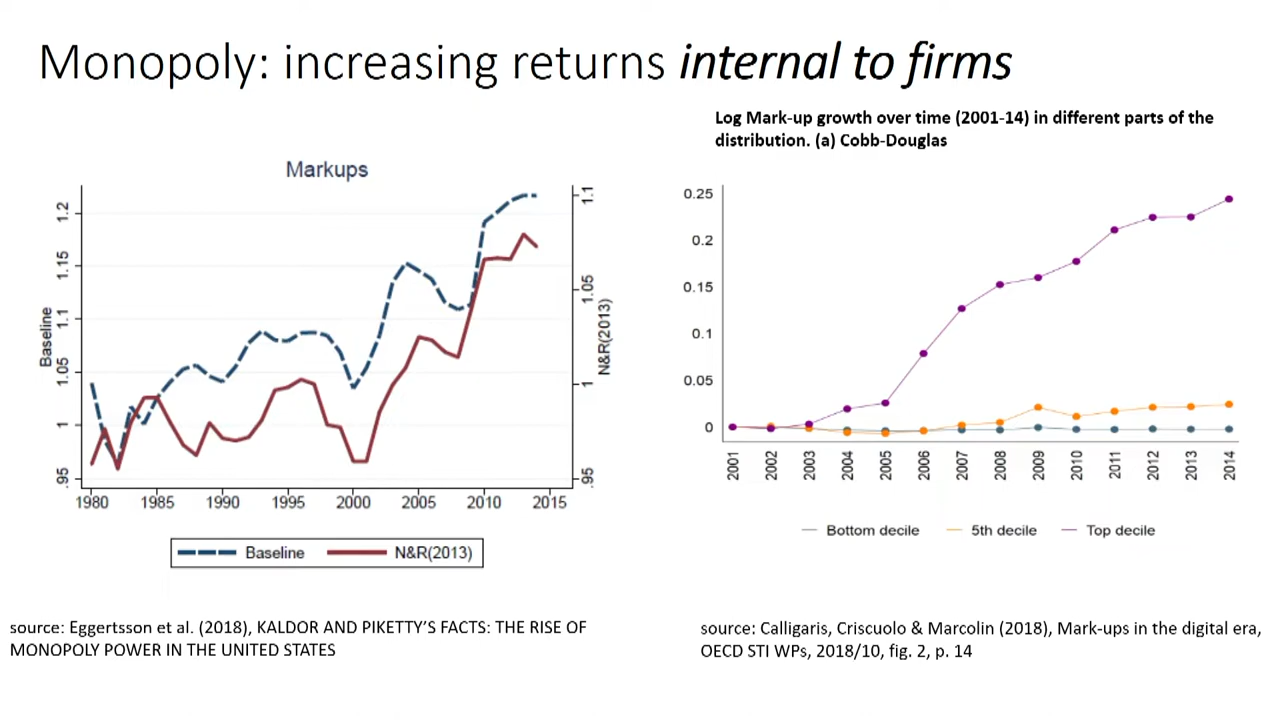 Monopoly: increasing returns internal to firms
Log Mark-up growth over time (2001-14) in different parts of the
distribution. (a) Cobb-Douglas
Markups
Baseline
.95
1
1.05
1.1
1.15
1.2
N&R(2013)
.95
1
1.05
1.1
1980
1985
1990
1995
2000
2005
2010
2015
Baseline
N&R(2013)
0.25
0.2
0.15
0.1
0.05
0
2001
2002
2003
2004
2005
2006
2007
2008
2009
2010
2011
2012
2013
2014
Bottom decile
5th decile
Top decile
source: Eggertsson et al. (2018), KALDOR AND PIKETTY’S FACTS: THE RISE OF
MONOPOLY POWER IN THE UNITED STATES
source: Calligaris, Criscuolo & Marcolin (2018), Mark-ups in the digital era,
OECD STI WPs, 2018/10, fig. 2, p. 14